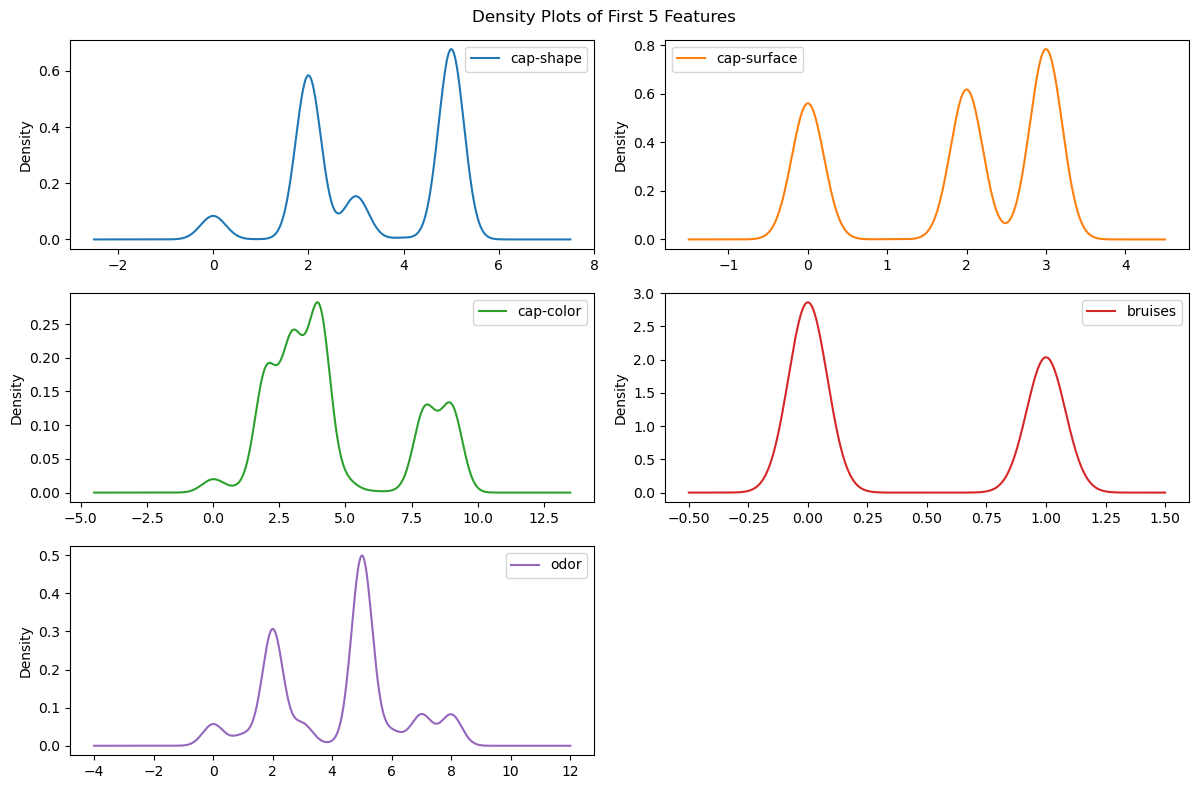 Density Plots of First 5 Features
Density
0.6
0.4
0.2
0.0
cap-shape
−2 0 2 4 6 8
Density
0.8
0.6
0.4
0.2
0.0
cap-surface
−1 0 1 2 3 4
Density
0.25
0.20
0.15
0.10
0.05
0.00
cap-color
−5.0 −2.5 0.0 2.5 5.0 7.5 10.0 12.5
Density
3.0
2.5
2.0
1.5
1.0
0.5
0.0
bruises
−0.50 −0.25 0.00 0.25 0.50 0.75 1.00 1.25 1.50
Density
0.5
0.4
0.3
0.2
0.1
0.0
odor
−4 −2 0 2 4 6 8 10 12